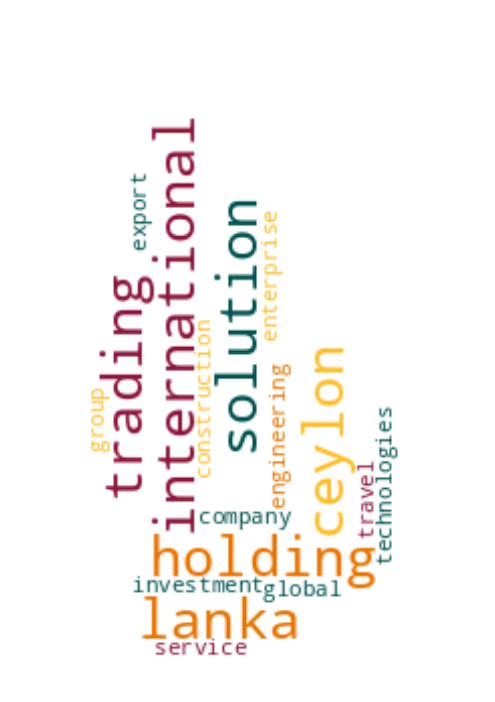 export
international
trading
solution
enterprise
construction
group
engineering
ceylon
travel
technologies
company
holding
investment
global
lanka
service